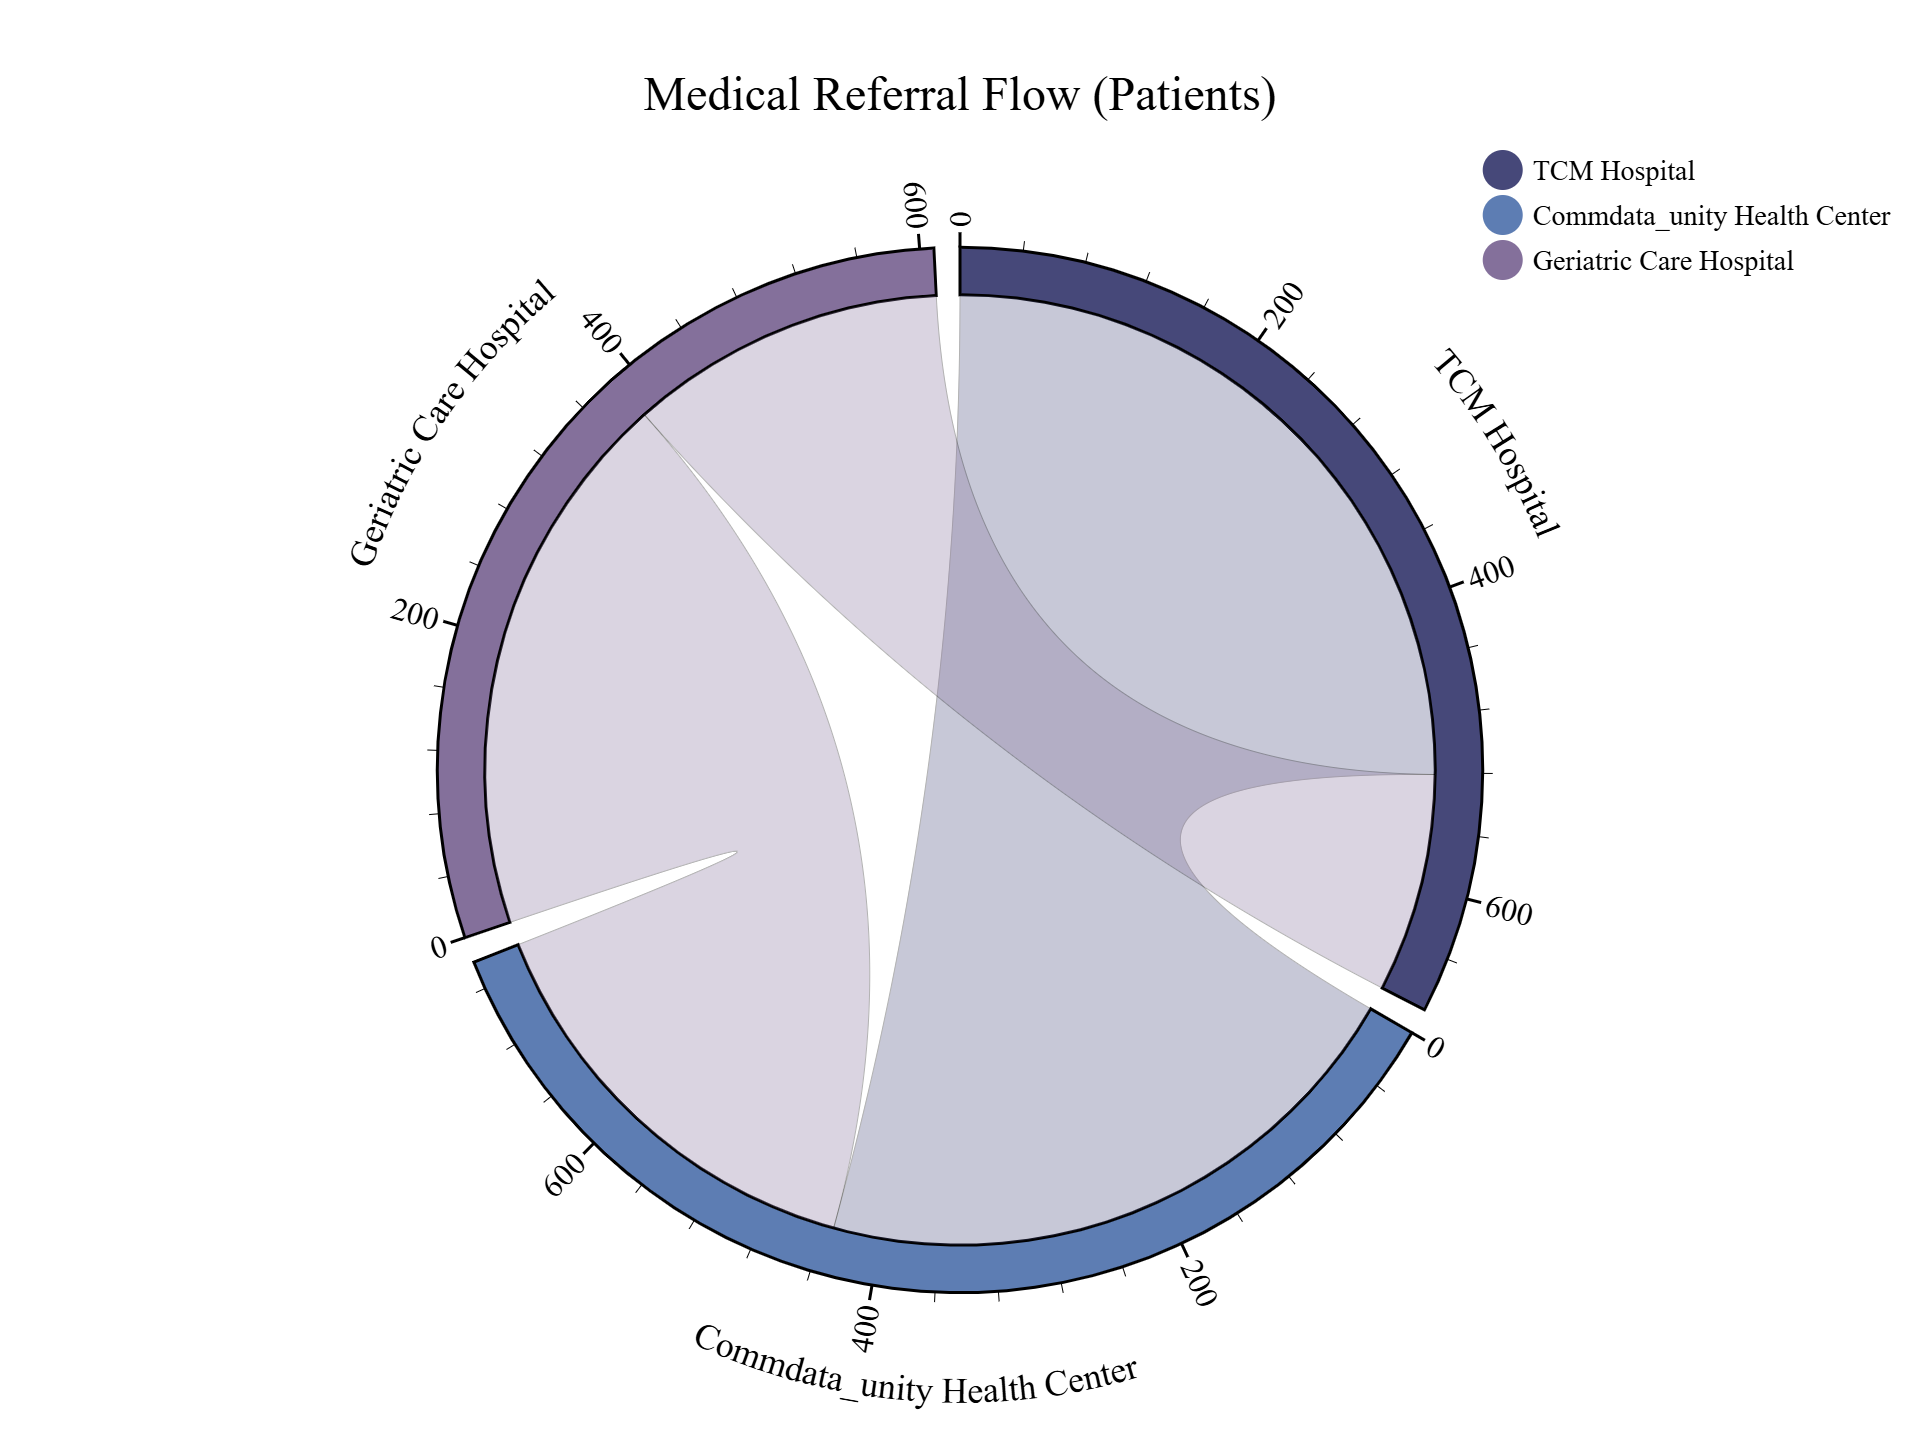 Medical Referral Flow (Patients)
TCM Hospital
Commdata_unity Health Center
Geriatric Care Hospital
0
200
400
600
TCM Hospital
0
200
400
600
Commdata_unity Health Center
0
200
400
600
Geriatric Care Hospital